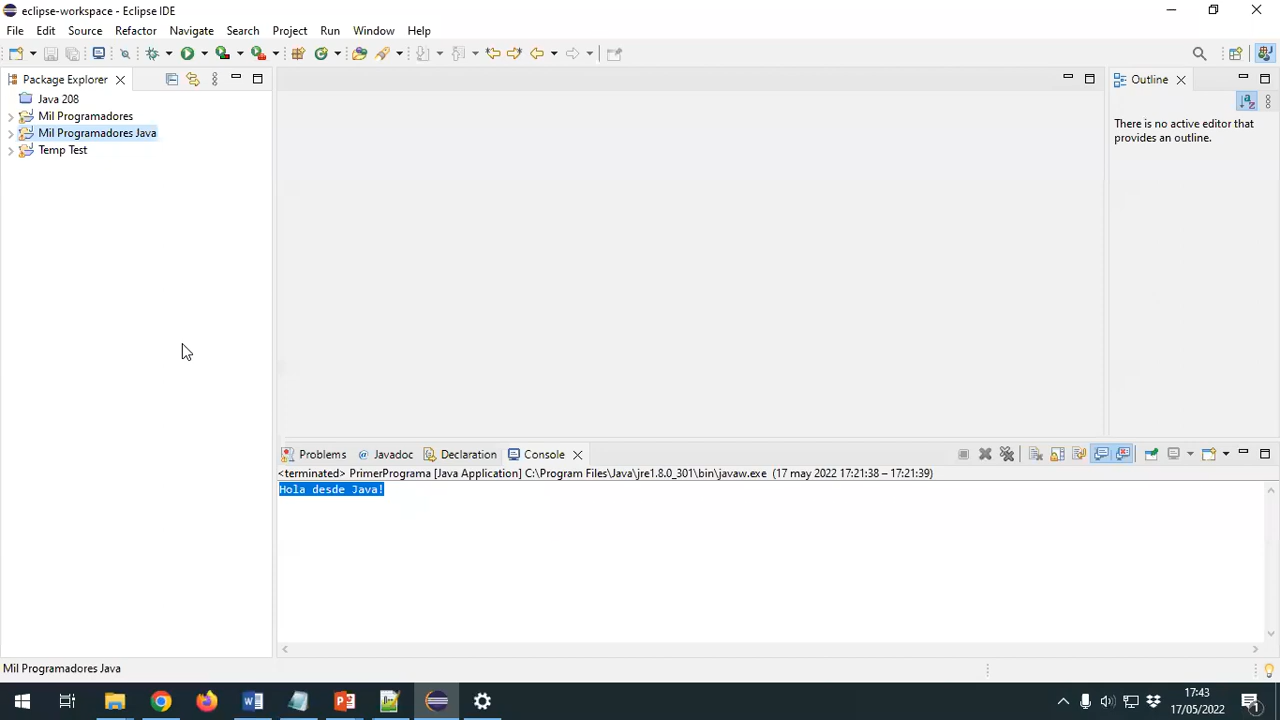 eclipse-workspace - Eclipse IDE
File Edit Source Refactor Navigate Search Project Run Window Help
Package Explorer
Outline
Java 208
Mil Programadores
Mil Programadores Java
Temp Test
There is no active editor that
provides an outline.
Problems @ Javadoc Declaration Console
<terminated> PrimerPrograma [Java Application] C:\Program Files\Java\jre1.8.0_301\bin\javaw.exe (17 may 2022 17:21:38 – 17:21:39)
Hola desde Java!
Mil Programadores Java
17:43
17/05/2022
1